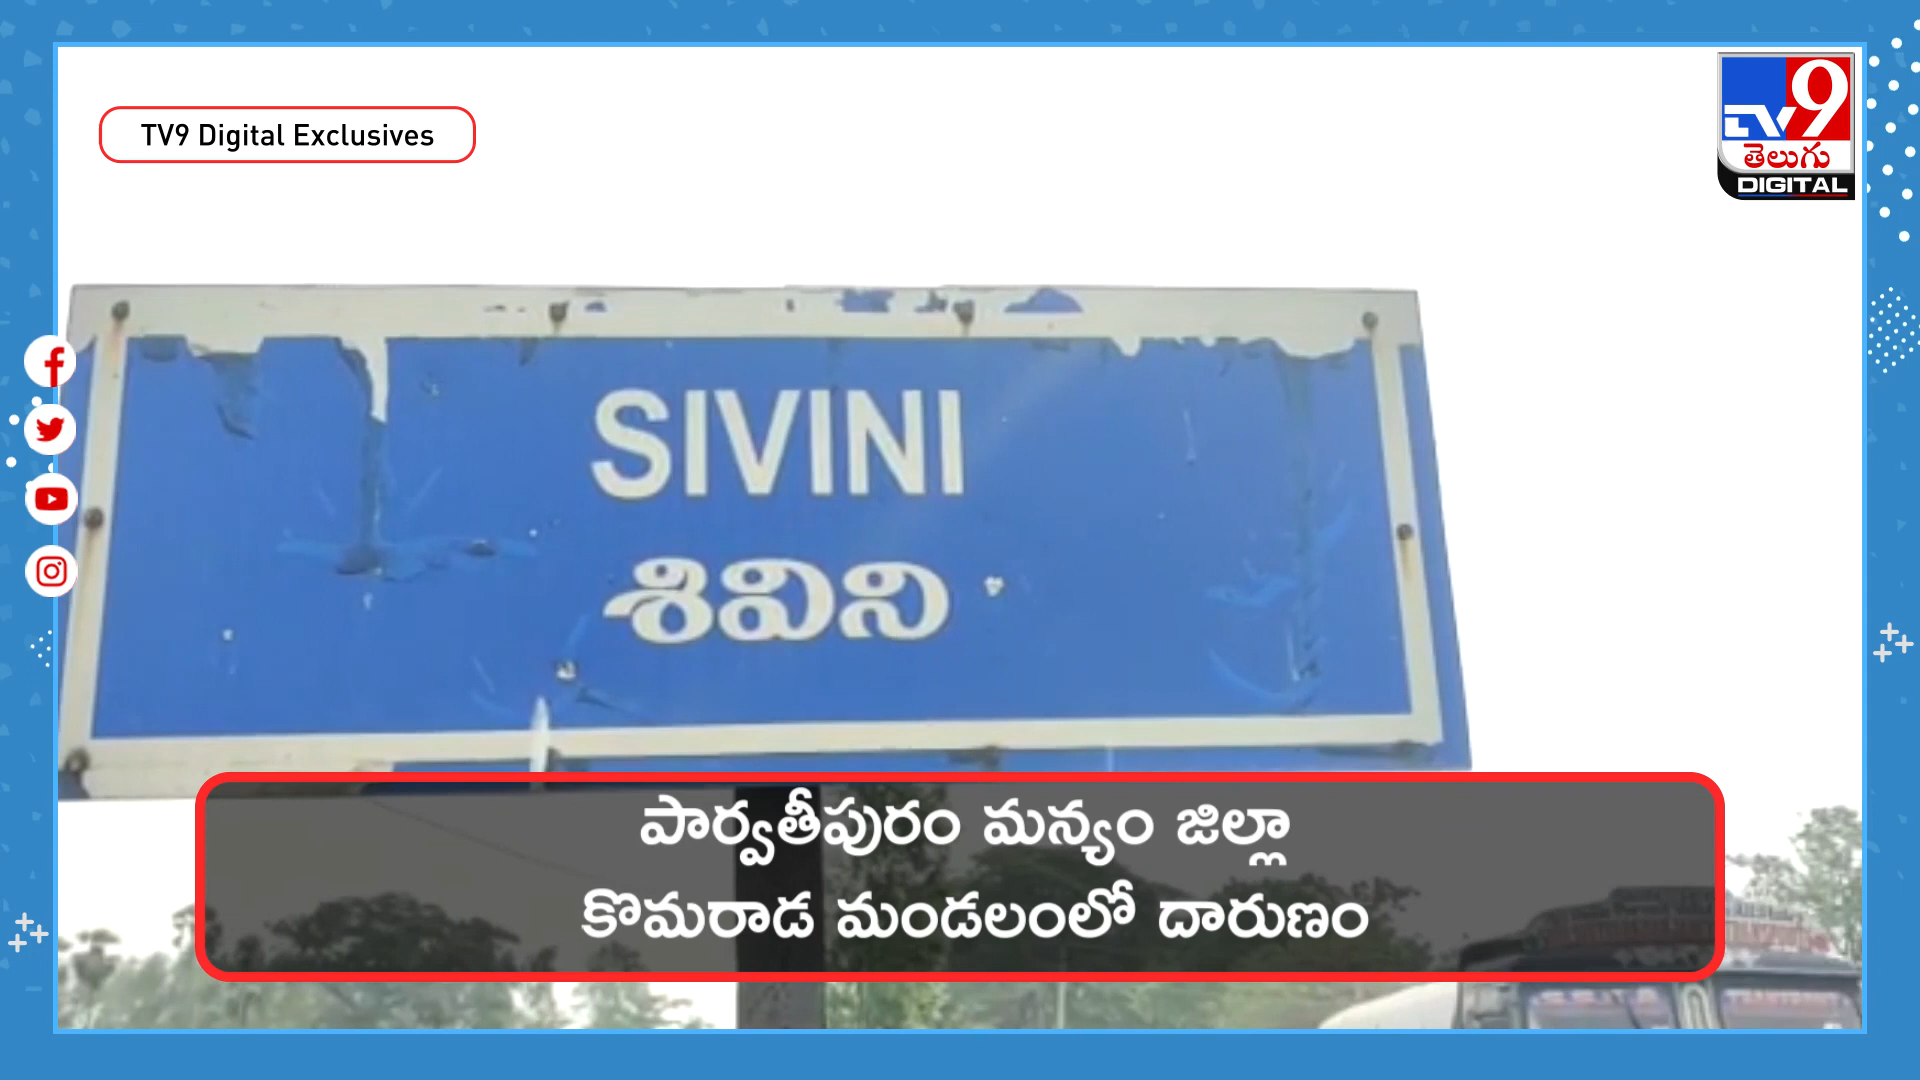 TV9 Digital Exclusives
TV9
తెలుగు
DIGITAL
SIVINI
శివిని
పార్వతీపురం మన్యం జిల్లా
కొమరాడ మండలంలో దారుణం